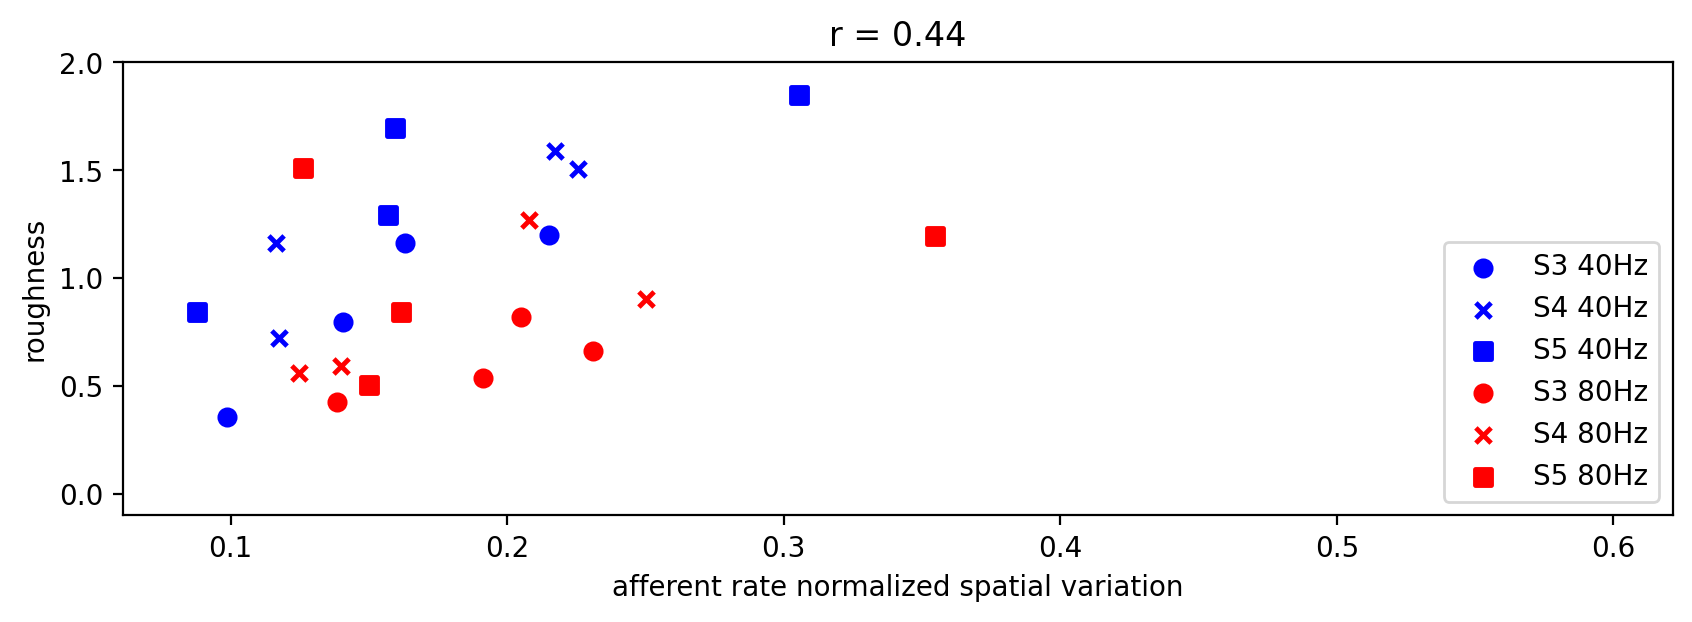 r = 0.44
2.0
1.5
1.0
0.5
0.0
roughness
0.1 0.2 0.3 0.4 0.5 0.6
afferent rate normalized spatial variation
S3 40Hz
S4 40Hz
S5 40Hz
S3 80Hz
S4 80Hz
S5 80Hz